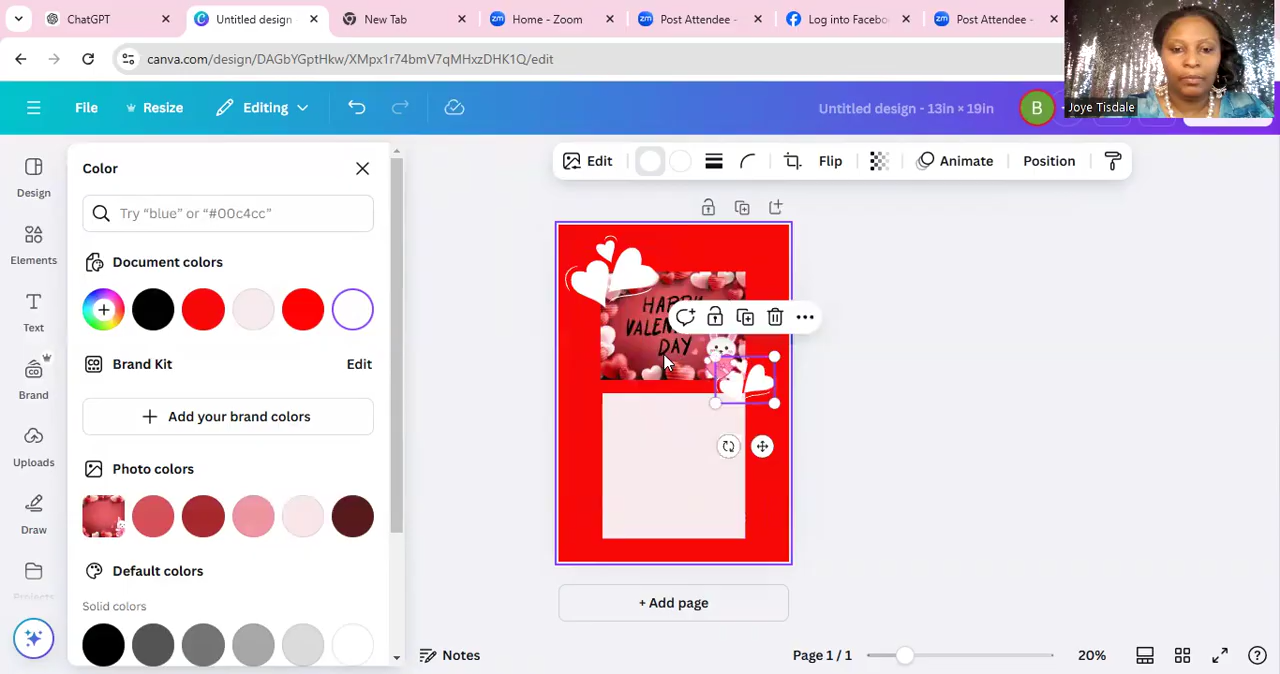 ChatGPT
Untitled design
New Tab
Home - Zoom
Post Attendee -
Log into Facebo
Post Attendee -
canva.com/design/DAGbYGptHkw/XMpx1r74bmV7qMHxzDHK1Q/edit
Joye Tisdale
File
Resize
Editing
Untitled design - 13in × 19in
B
Design
Elements
Text
Brand
Uploads
Draw
Projects
Color
Try “blue” or “#00c4cc”
Document colors
Brand Kit
Edit
Add your brand colors
Photo colors
Default colors
Solid colors
Edit
Flip
Animate
Position
HAPPY
DAY
+ Add page
Notes
Page 1 / 1
20%